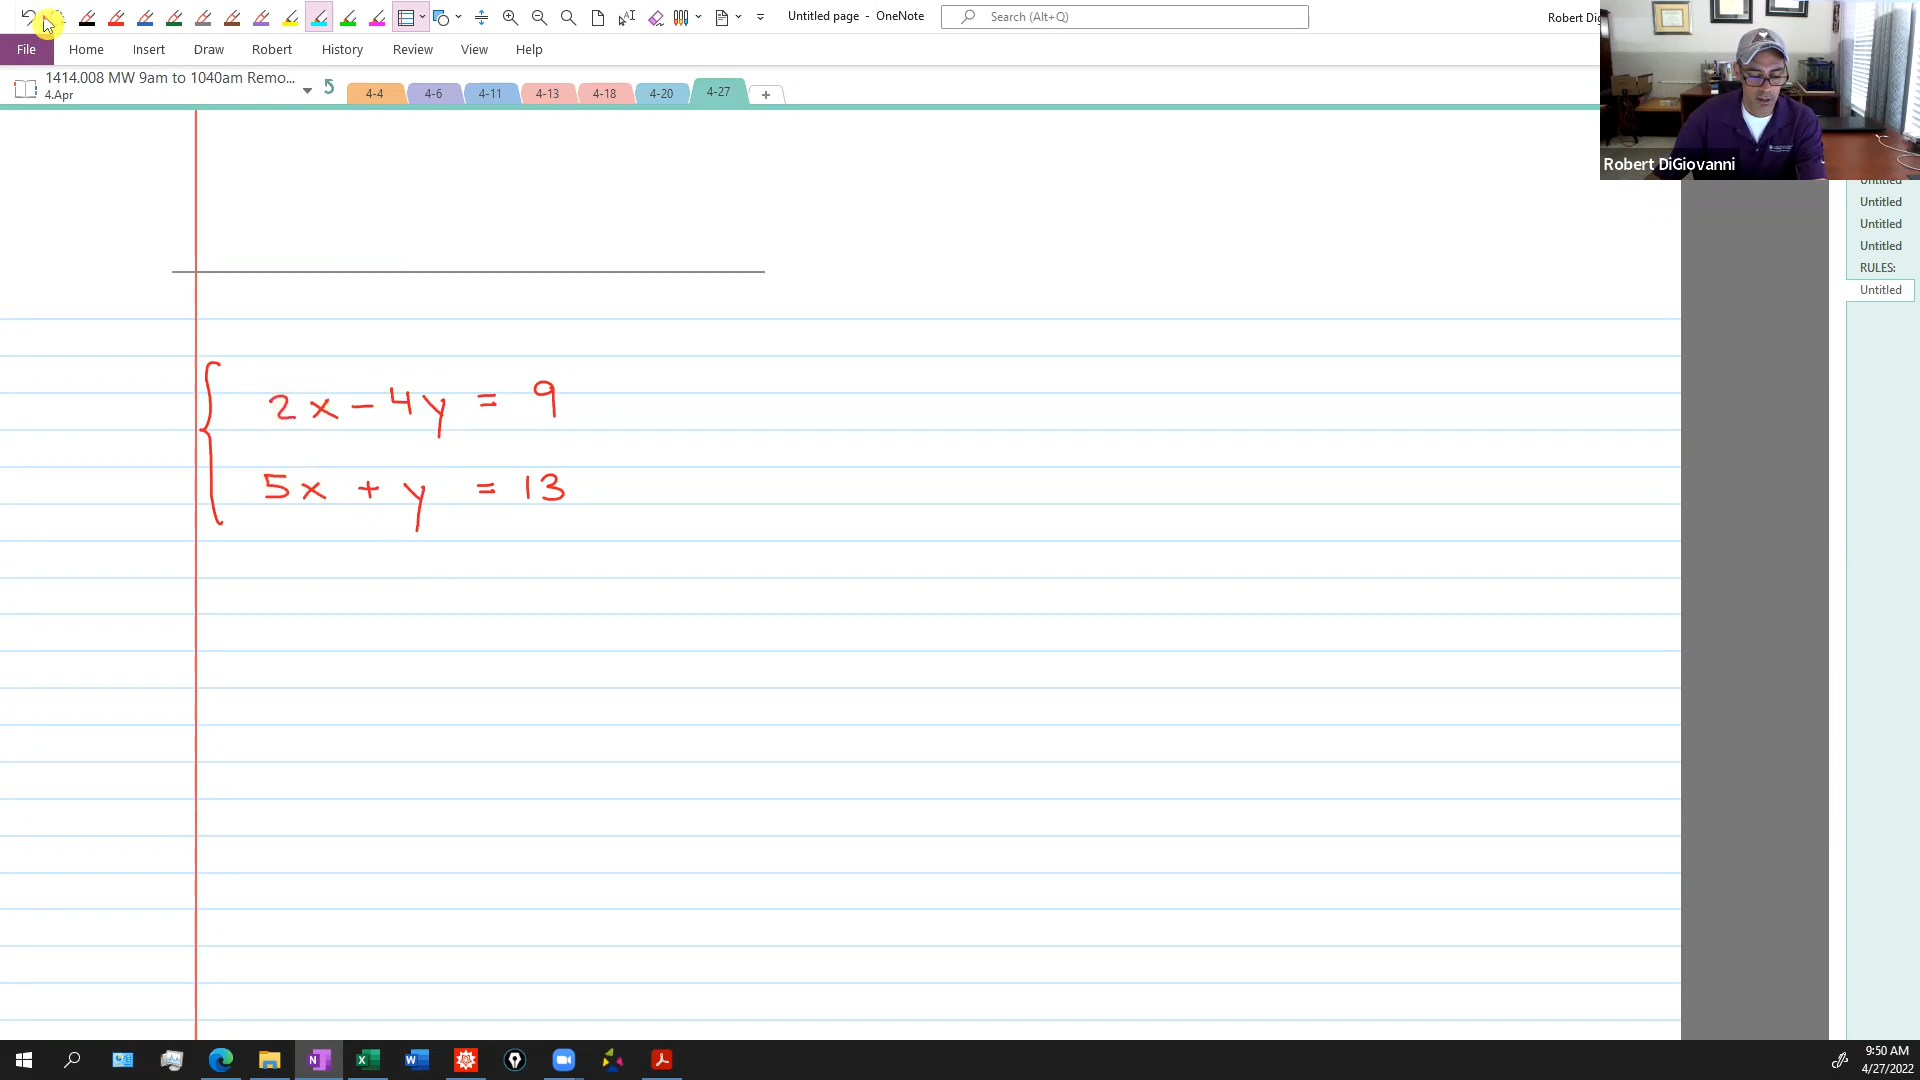 Untitled page - OneNote
Search (Alt+Q)
Robert
File Home Insert Draw Robert History Review View Help
1414.008 MW 9am to 1040am Remo...
4.Apr
4-4 4-6 4-11 4-13 4-18 4-20 4-27
Robert DiGiovanni
Untitled
Untitled
Untitled
Untitled
RULES:
Untitled
2x - 4y = 9
5x + y = 13
9:50 AM
4/27/2022